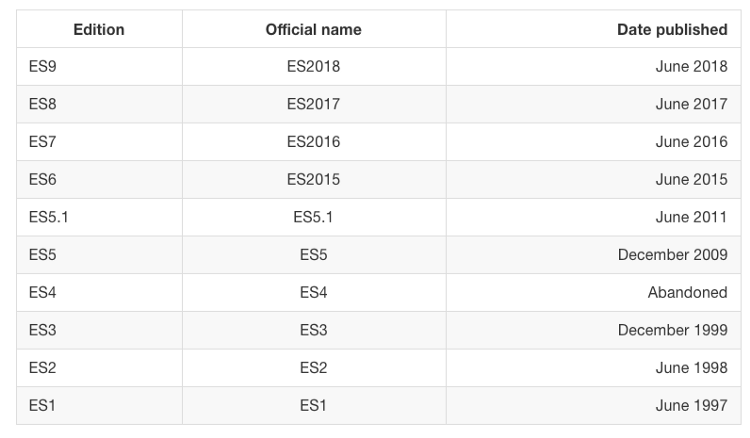 Edition Official name Date published
ES9 ES2018 June 2018
ES8 ES2017 June 2017
ES7 ES2016 June 2016
ES6 ES2015 June 2015
ES5.1 ES5.1 June 2011
ES5 ES5 December 2009
ES4 ES4 Abandoned
ES3 ES3 December 1999
ES2 ES2 June 1998
ES1 ES1 June 1997